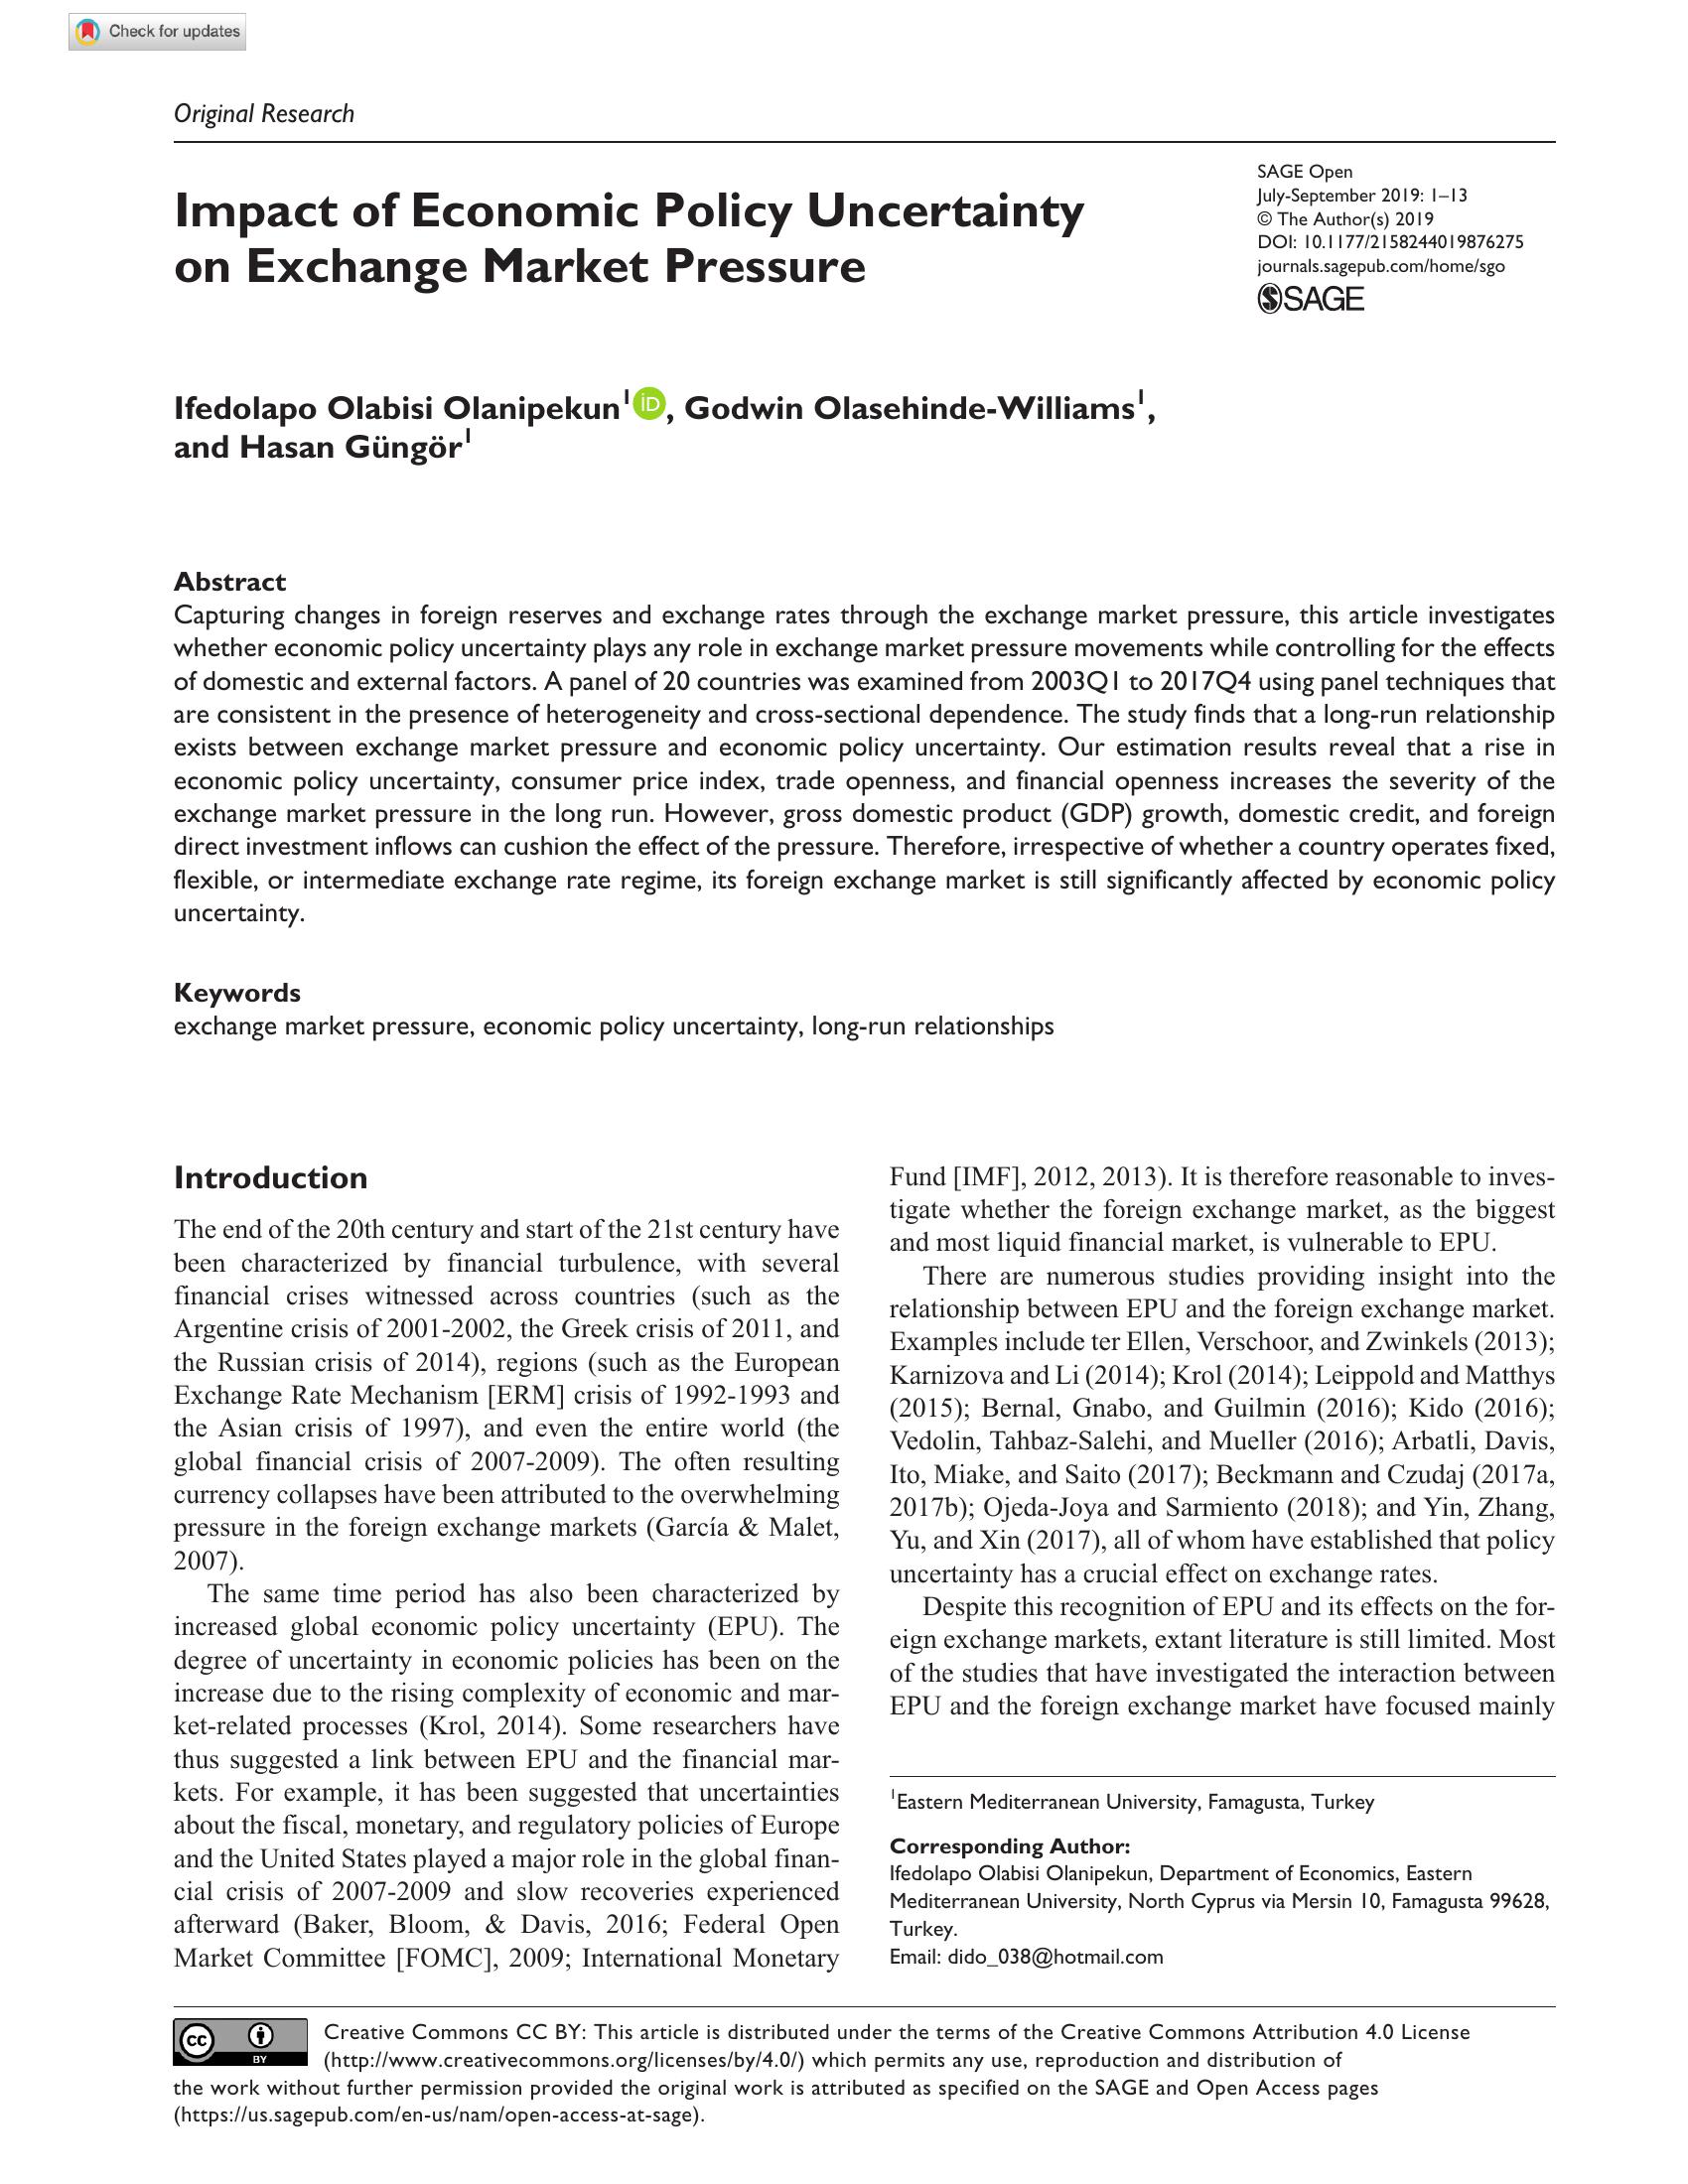 Check for updates
Original Research
Impact of Economic Policy Uncertainty
on Exchange Market Pressure
SAGE Open
July-September 2019: 1–13
© The Author(s) 2019
DOI: 10.1177/2158244019876275
journals.sagepub.com/home/sgo
SAGE
Ifedolapo Olabisi Olanipekun1 iD, Godwin Olasehinde-Williams1,
and Hasan Güngör1
Abstract
Capturing changes in foreign reserves and exchange rates through the exchange market pressure, this article investigates
whether economic policy uncertainty plays any role in exchange market pressure movements while controlling for the effects
of domestic and external factors. A panel of 20 countries was examined from 2003Q1 to 2017Q4 using panel techniques that
are consistent in the presence of heterogeneity and cross-sectional dependence. The study finds that a long-run relationship
exists between exchange market pressure and economic policy uncertainty. Our estimation results reveal that a rise in
economic policy uncertainty, consumer price index, trade openness, and financial openness increases the severity of the
exchange market pressure in the long run. However, gross domestic product (GDP) growth, domestic credit, and foreign
direct investment inflows can cushion the effect of the pressure. Therefore, irrespective of whether a country operates fixed,
flexible, or intermediate exchange rate regime, its foreign exchange market is still significantly affected by economic policy
uncertainty.
Keywords
exchange market pressure, economic policy uncertainty, long-run relationships
Introduction
The end of the 20th century and start of the 21st century have
been characterized by financial turbulence, with several
financial crises witnessed across countries (such as the
Argentine crisis of 2001-2002, the Greek crisis of 2011, and
the Russian crisis of 2014), regions (such as the European
Exchange Rate Mechanism [ERM] crisis of 1992-1993 and
the Asian crisis of 1997), and even the entire world (the
global financial crisis of 2007-2009). The often resulting
currency collapses have been attributed to the overwhelming
pressure in the foreign exchange markets (García & Malet,
2007).
The same time period has also been characterized by
increased global economic policy uncertainty (EPU). The
degree of uncertainty in economic policies has been on the
increase due to the rising complexity of economic and mar-
ket-related processes (Krol, 2014). Some researchers have
thus suggested a link between EPU and the financial mar-
kets. For example, it has been suggested that uncertainties
about the fiscal, monetary, and regulatory policies of Europe
and the United States played a major role in the global finan-
cial crisis of 2007-2009 and slow recoveries experienced
afterward (Baker, Bloom, & Davis, 2016; Federal Open
Market Committee [FOMC], 2009; International Monetary
Fund [IMF], 2012, 2013). It is therefore reasonable to inves-
tigate whether the foreign exchange market, as the biggest
and most liquid financial market, is vulnerable to EPU.
There are numerous studies providing insight into the
relationship between EPU and the foreign exchange market.
Examples include ter Ellen, Verschoor, and Zwinkels (2013);
Karnizova and Li (2014); Krol (2014); Leippold and Matthys
(2015); Bernal, Gnabo, and Guilmin (2016); Kido (2016);
Vedolin, Tahbaz-Salehi, and Mueller (2016); Arbatli, Davis,
Ito, Miake, and Saito (2017); Beckmann and Czudaj (2017a,
2017b); Ojeda-Joya and Sarmiento (2018); and Yin, Zhang,
Yu, and Xin (2017), all of whom have established that policy
uncertainty has a crucial effect on exchange rates.
Despite this recognition of EPU and its effects on the for-
eign exchange markets, extant literature is still limited. Most
of the studies that have investigated the interaction between
EPU and the foreign exchange market have focused mainly
1Eastern Mediterranean University, Famagusta, Turkey
Corresponding Author:
Ifedolapo Olabisi Olanipekun, Department of Economics, Eastern
Mediterranean University, North Cyprus via Mersin 10, Famagusta 99628,
Turkey.
Email: dido_038@hotmail.com
cc BY
Creative Commons CC BY: This article is distributed under the terms of the Creative Commons Attribution 4.0 License
(http://www.creativecommons.org/licenses/by/4.0/) which permits any use, reproduction and distribution of
the work without further permission provided the original work is attributed as specified on the SAGE and Open Access pages
(https://us.sagepub.com/en-us/nam/open-access-at-sage).